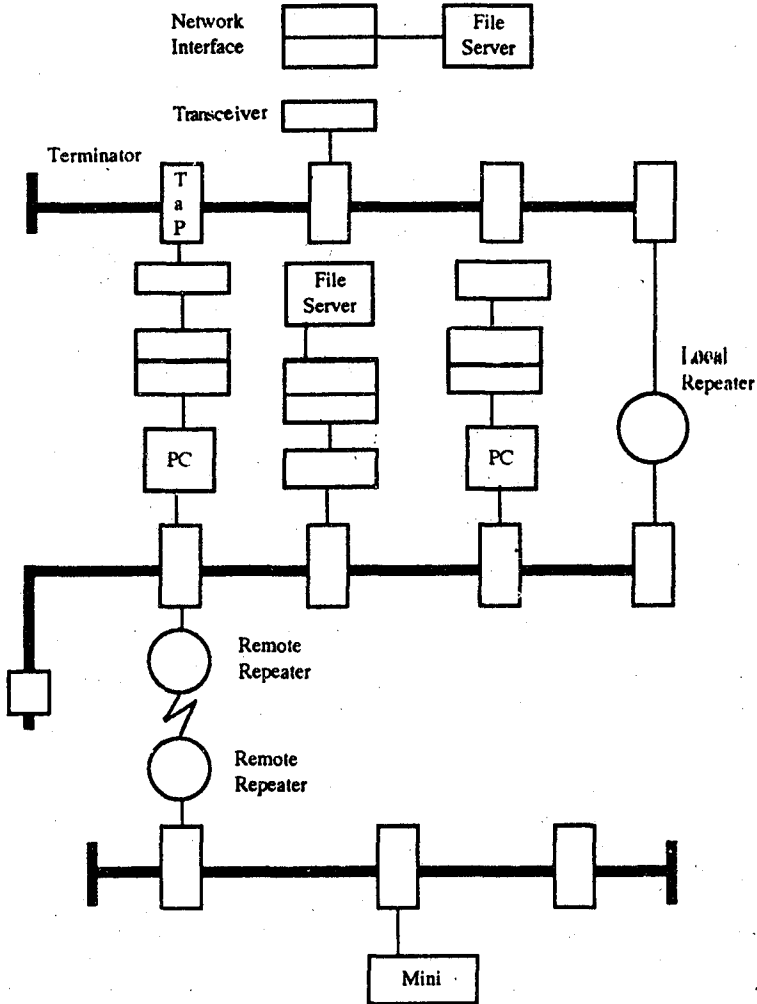 Network
Interface
File
Server
Transceiver
Terminator
T
a
P
File
Server
Local
Repeater
PC
PC
Remote
Repeater
Remote
Repeater
Mini